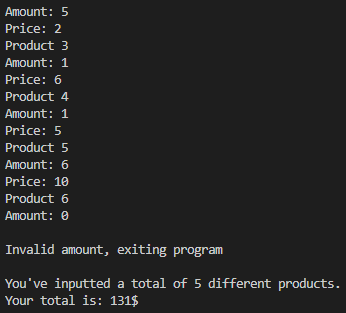 Amount: 5
Price: 2
Product 3
Amount: 1
Price: 6
Product 4
Amount: 1
Price: 5
Product 5
Amount: 6
Price: 10
Product 6
Amount: 0
Invalid amount, exiting program
You've inputted a total of 5 different products.
Your total is: 131$